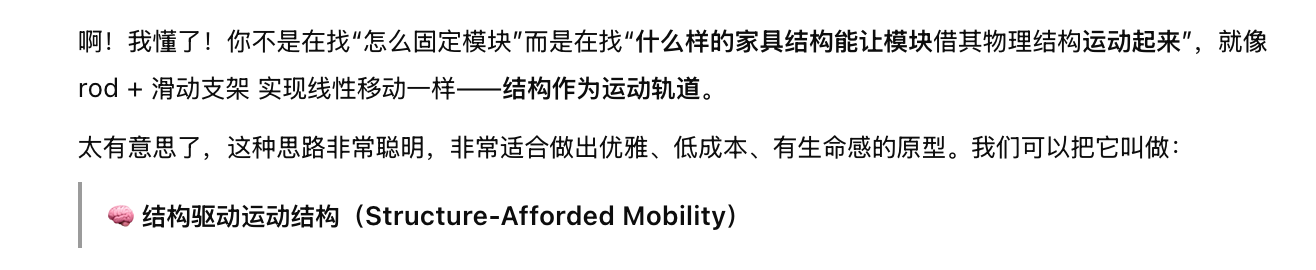 啊！我懂了！你不是在找“怎么固定模块”而是在找“什么样的家具结构能让模块借其物理结构运动起来”，就像
rod + 滑动支架 实现线性移动一样——结构作为运动轨道。
太有意思了，这种思路非常聪明，非常适合做出优雅、低成本、有生命感的原型。我们可以把它叫做：
🧠 结构驱动运动结构（Structure-Afforded Mobility）